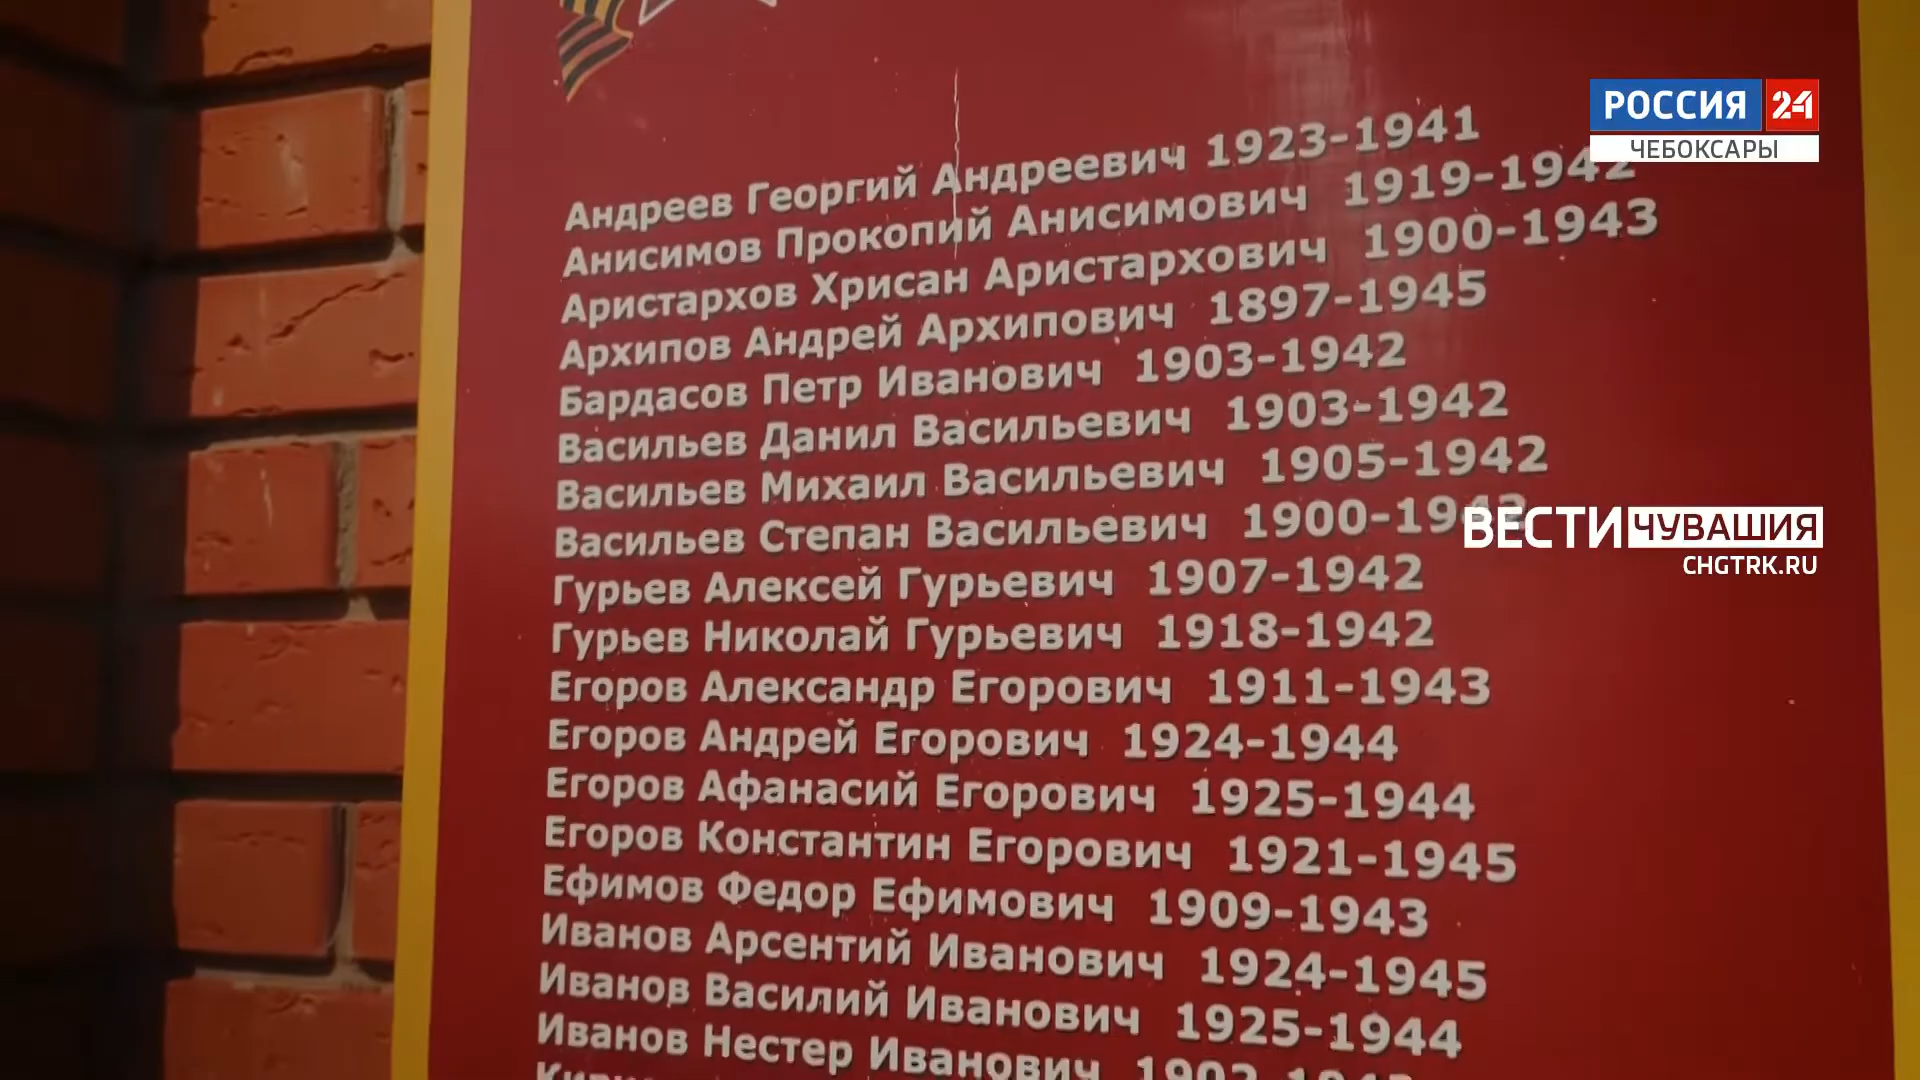 РОССИЯ 24
ЧЕБОКСАРЫ
Андреев Георгий Андреевич 1923-1941
Анисимов Прокопий Анисимович 1919-1942
Аристархов Хрисан Аристархович 1900-1943
Архипов Андрей Архипович 1897-1945
Бардасов Петр Иванович 1903-1942
Васильев Данил Васильевич 1903-1942
Васильев Михаил Васильевич 1905-1942
Васильев Степан Васильевич 1900-1942
ВЕСТИ ЧУВАШИЯ
CHGTRK.RU
Гурьев Алексей Гурьевич 1907-1942
Гурьев Николай Гурьевич 1918-1942
Егоров Александр Егорович 1911-1943
Егоров Андрей Егорович 1924-1944
Егоров Афанасий Егорович 1925-1944
Егоров Константин Егорович 1921-1945
Ефимов Федор Ефимович 1909-1943
Иванов Арсентий Иванович 1924-1945
Иванов Василий Иванович 1925-1944
Иванов Нестер Иванович